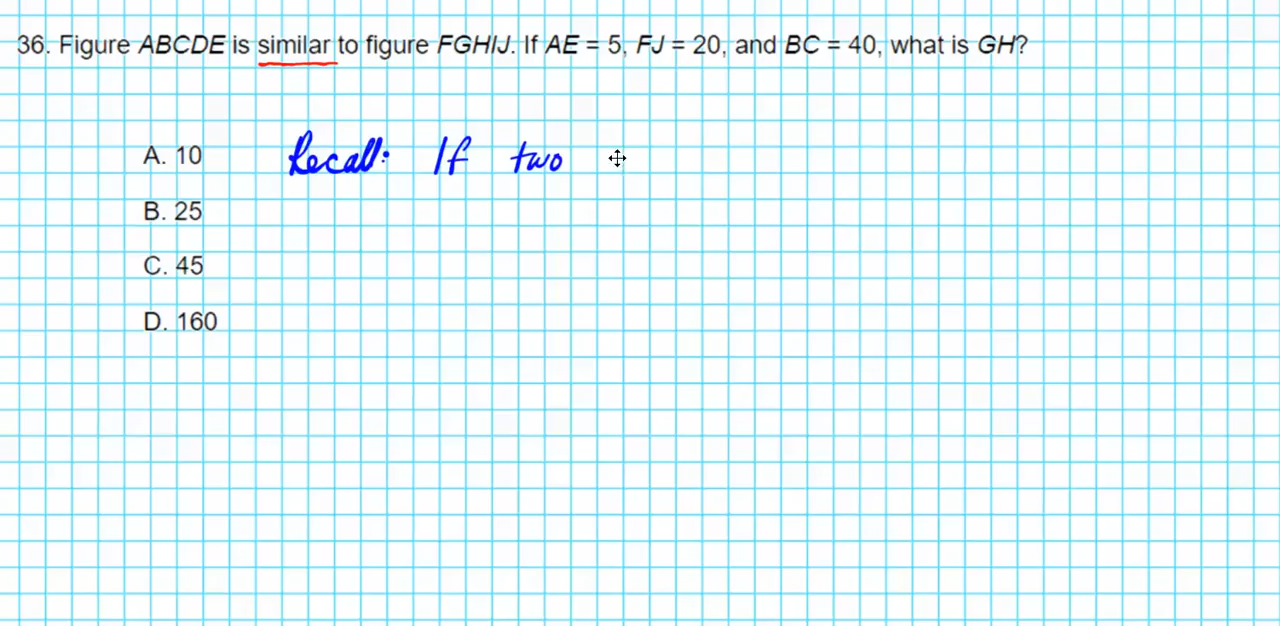 36. Figure ABCDE is similar to figure FGHIJ. If AE = 5, FJ = 20, and BC = 40, what is GH?
A. 10
Recall: If two
B. 25
C. 45
D. 160